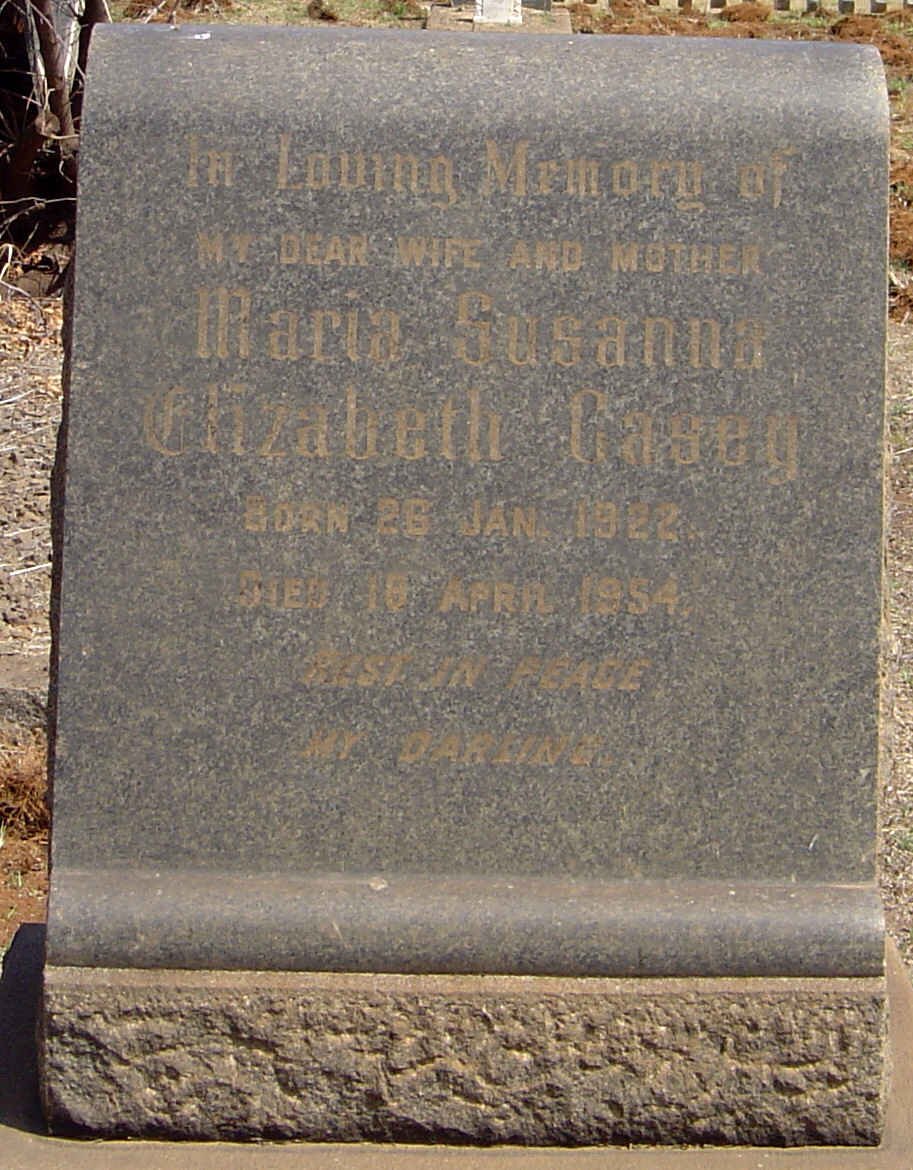 In Loving Memory of
MY DEAR WIFE AND MOTHER
Maria Susanna
Elizabeth Casey
BORN 26 JAN. 1922.
DIED APRIL 1954.
REST IN PEACE
MY DARLING.